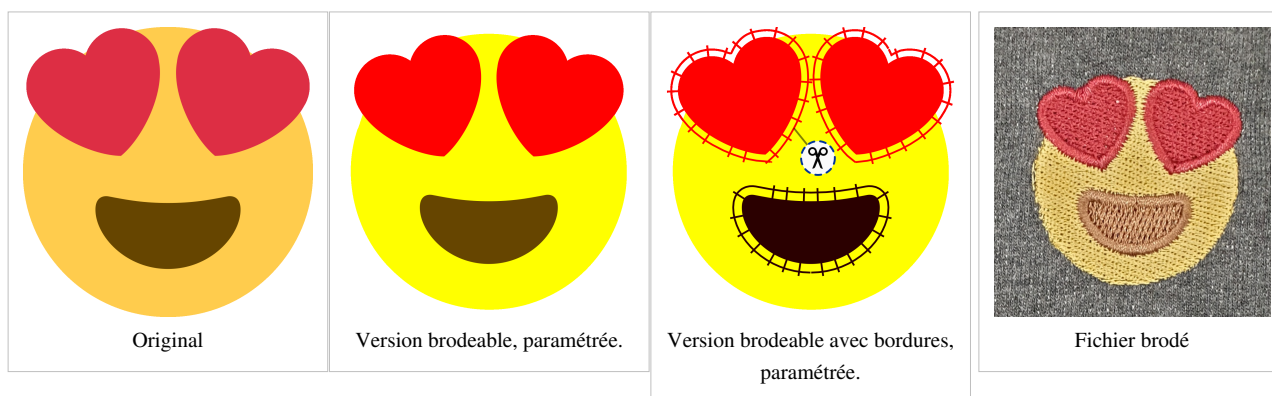 Original
Version brodeable, paramétrée.
Version brodeable avec bordures,
paramétrée.
Fichier brodé